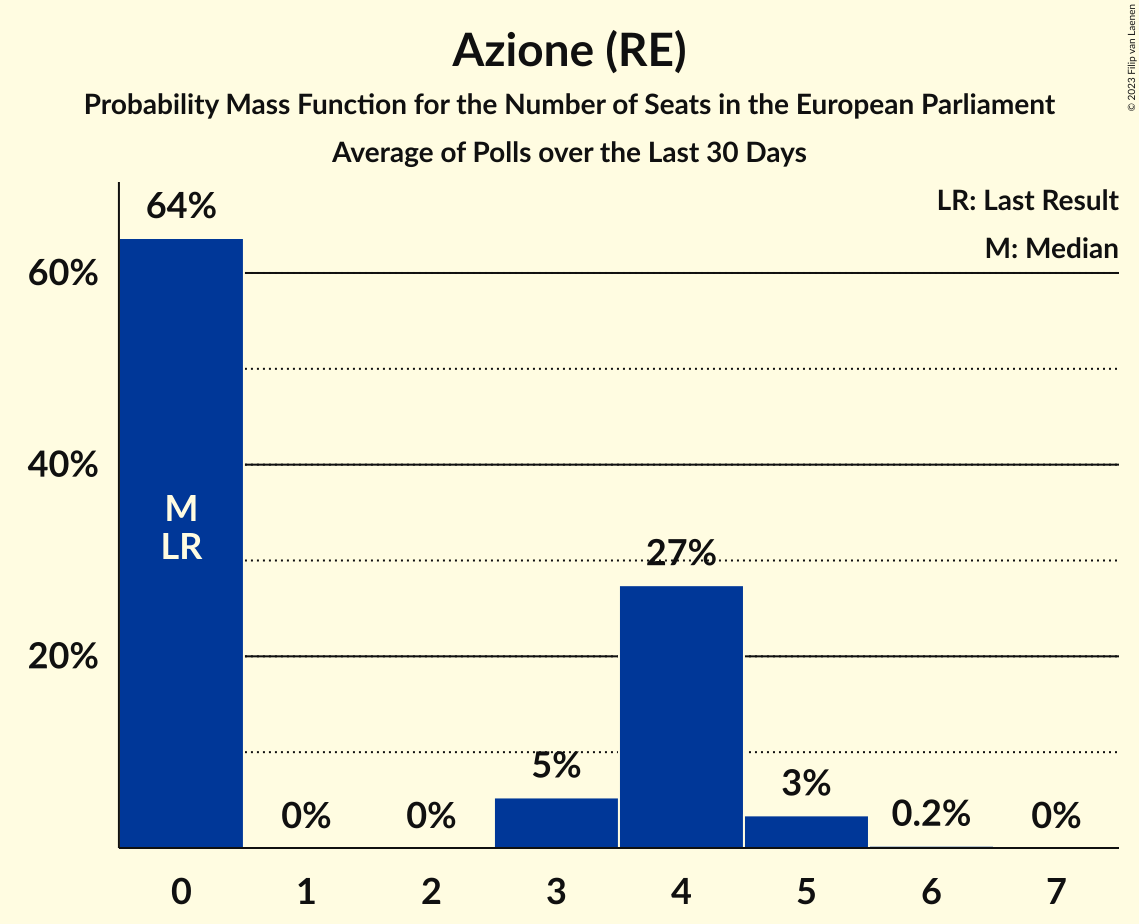 Azione (RE)
Probability Mass Function for the Number of Seats in the European Parliament
Average of Polls over the Last 30 Days
© 2023 Filip van Laenen
LR: Last Result
M: Median
64%
60%
40%
20%
M
LR
0%
0%
5%
27%
3%
0.2%
0%
0 1 2 3 4 5 6 7